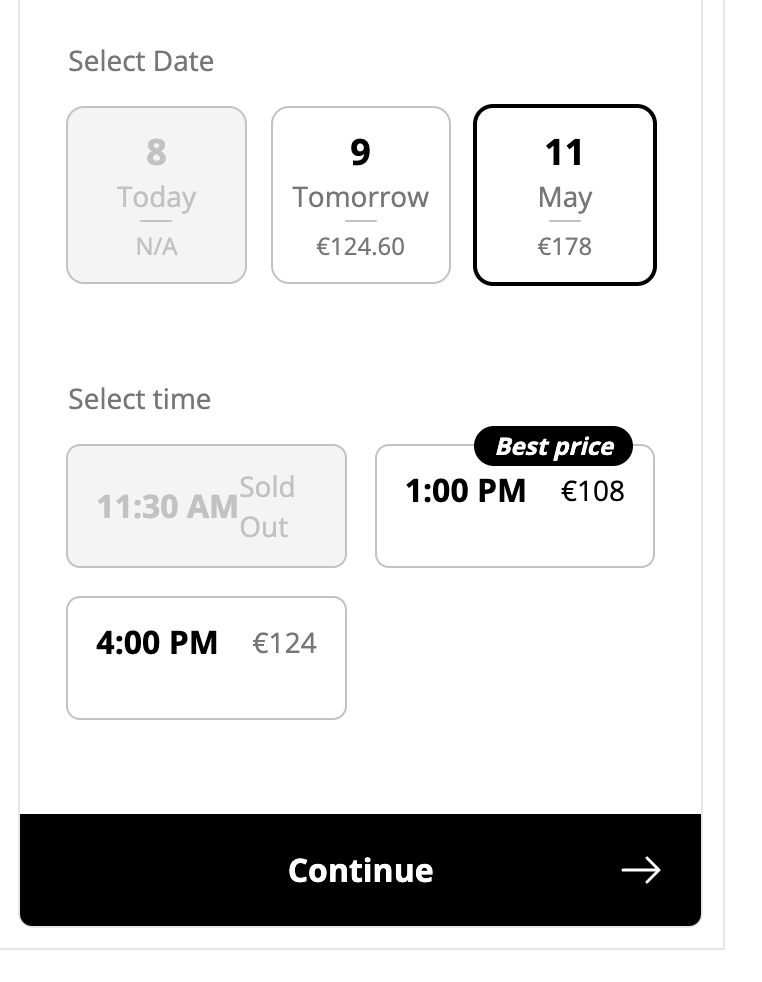 Select Date
8
Today
N/A
9
Tomorrow
€124.60
11
May
€178
Select time
11:30 AM
Sold
Out
Best price
1:00 PM €108
4:00 PM €124
Continue